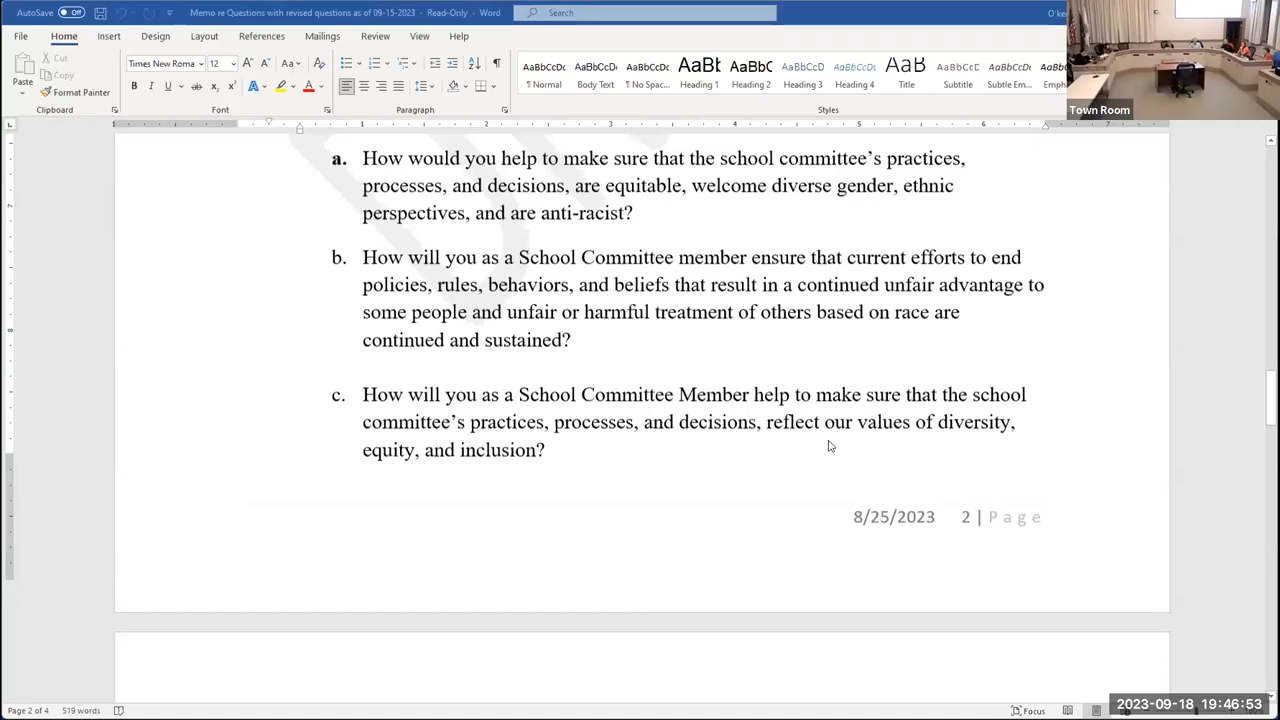 AutoSave Off Memo re Questions with revised questions as of 09-15-2023 - Read-Only - Word Search
File Home Insert Design Layout References Mailings Review View Help
Paste Cut Copy Format Painter
Times New Roma 12
AaBbCcD AaBbCcD AaBbCcD AaBb AaBbCc AaBbCcD AaBbCcD AaB AaBbCcD AaBbCcD
¶ Normal Body Text ¶ No Spac... Heading 1 Heading 2 Heading 3 Heading 4 Title Subtitle Subtle Em...
Clipboard Font Paragraph Styles
Town Room
a. How would you help to make sure that the school committee's practices,
processes, and decisions, are equitable, welcome diverse gender, ethnic
perspectives, and are anti-racist?
b. How will you as a School Committee member ensure that current efforts to end
policies, rules, behaviors, and beliefs that result in a continued unfair advantage to
some people and unfair or harmful treatment of others based on race are
continued and sustained?
c. How will you as a School Committee Member help to make sure that the school
committee's practices, processes, and decisions, reflect our values of diversity,
equity, and inclusion?
8/25/2023 2 | Page
Page 2 of 4 519 words Focus
2023-09-18 19:46:53